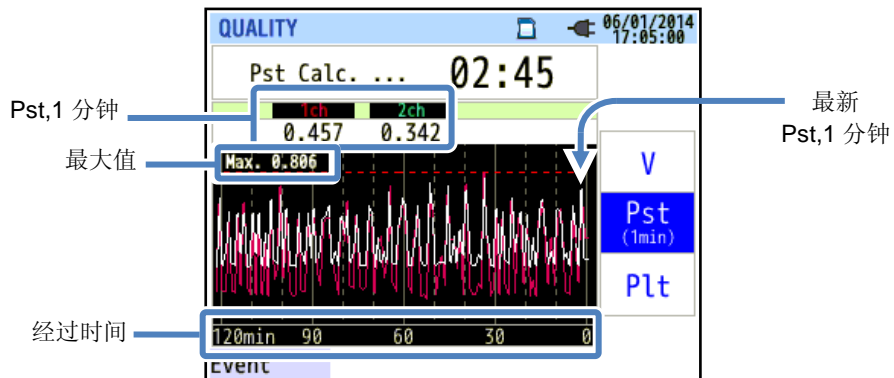 QUALITY
06/01/2014
17:05:00
Pst Calc. ... 02:45
Pst,1 分钟
1ch 2ch
0.457 0.342
最大值
Max. 0.806
最新
Pst,1 分钟
V
Pst
(1min)
Plt
经过时间
120min 90 60 30 0
Event